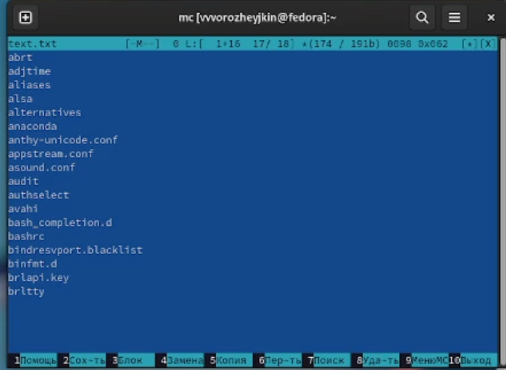 mc [vvvorozheyjkin@fedora]:~
text.txt [-M--] 0 L:[ 1+16 17/ 18] *(174 / 191b) 0098 0x062 [*][X]
abrt
adjtime
aliases
alsa
alternatives
anaconda
anthy-unicode.conf
appstream.conf
asound.conf
audit
authselect
avahi
bash_completion.d
bashrc
bindresvport.blacklist
binfmt.d
brlapi.key
brltty
1Помощь 2Сох~ть 3Блок 4Замена 5Копия 6Пер~ть 7Поиск 8Уда~ть 9МенюMC 10Выход